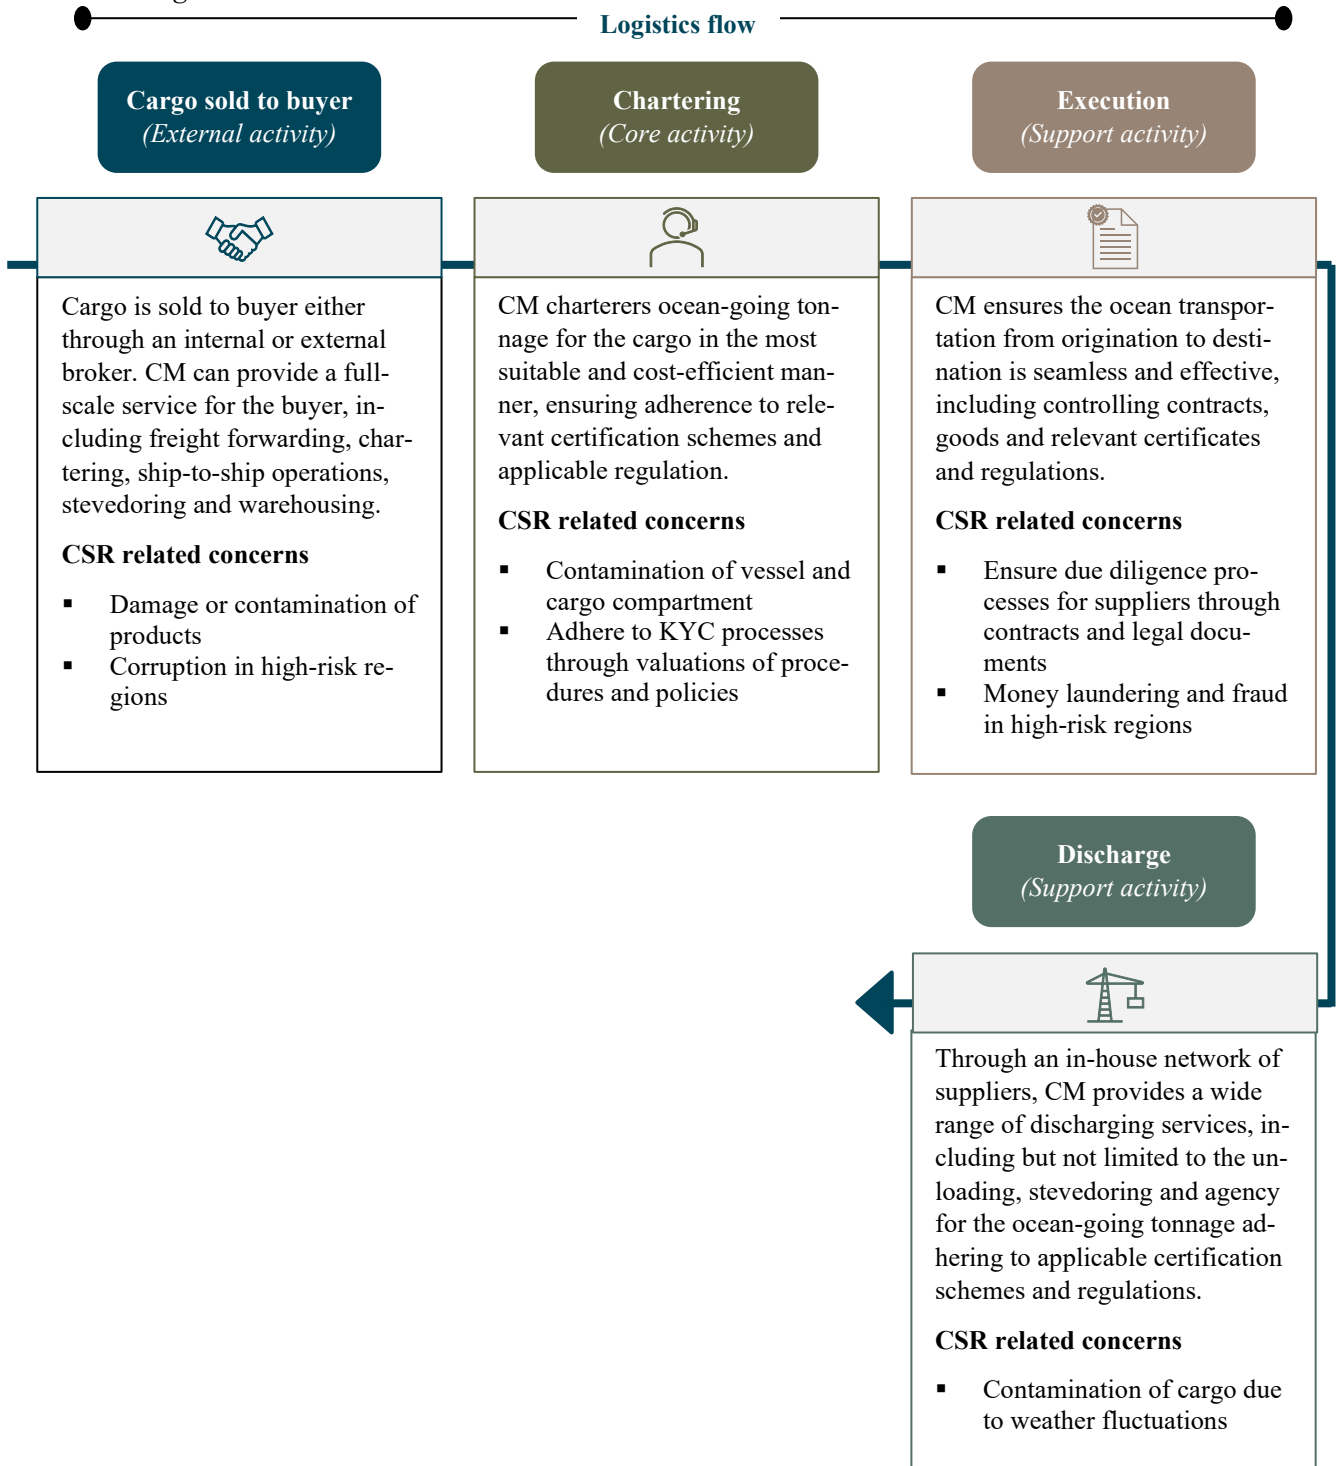 Logistics flow
Cargo sold to buyer
(External activity)
Cargo is sold to buyer either
through an internal or external
broker. CM can provide a full-
scale service for the buyer, in-
cluding freight forwarding, char-
tering, ship-to-ship operations,
stevedoring and warehousing.
CSR related concerns
▪ Damage or contamination of
products
▪ Corruption in high-risk re-
gions
Chartering
(Core activity)
CM charterers ocean-going ton-
nage for the cargo in the most
suitable and cost-efficient man-
ner, ensuring adherence to rele-
vant certification schemes and
applicable regulation.
CSR related concerns
▪ Contamination of vessel and
cargo compartment
▪ Adhere to KYC processes
through valuations of proce-
dures and policies
Execution
(Support activity)
CM ensures the ocean transpor-
tation from origination to desti-
nation is seamless and effective,
including controlling contracts,
goods and relevant certificates
and regulations.
CSR related concerns
▪ Ensure due diligence pro-
cesses for suppliers through
contracts and legal docu-
ments
▪ Money laundering and fraud
in high-risk regions
Discharge
(Support activity)
Through an in-house network of
suppliers, CM provides a wide
range of discharging services, in-
cluding but not limited to the un-
loading, stevedoring and agency
for the ocean-going tonnage ad-
hering to applicable certification
schemes and regulations.
CSR related concerns
▪ Contamination of cargo due
to weather fluctuations